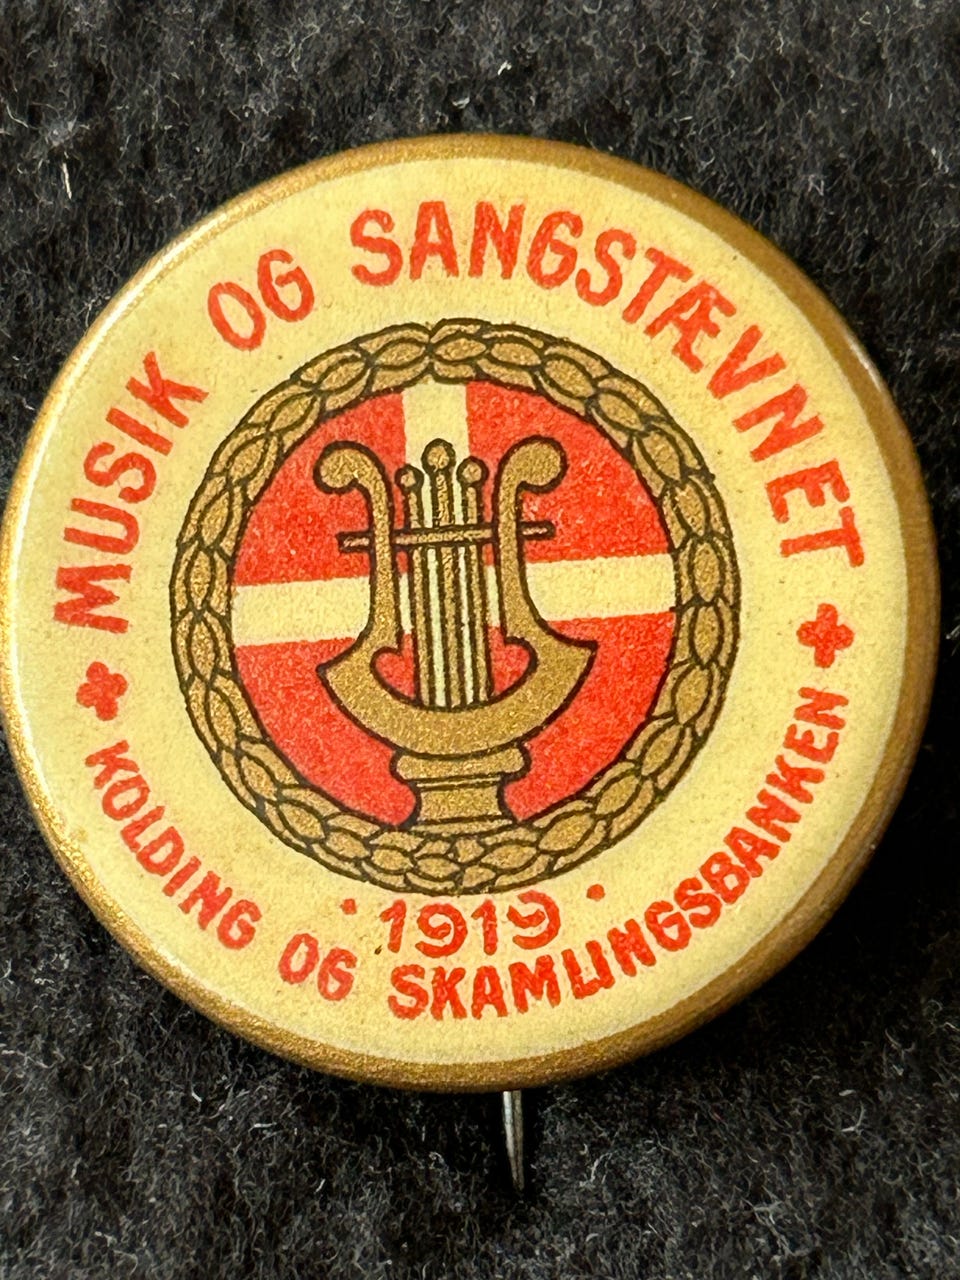 MUSIK OG SANGSTÆVNET
· 1919 ·
KOLDING OG SKAMLINGSBANKEN